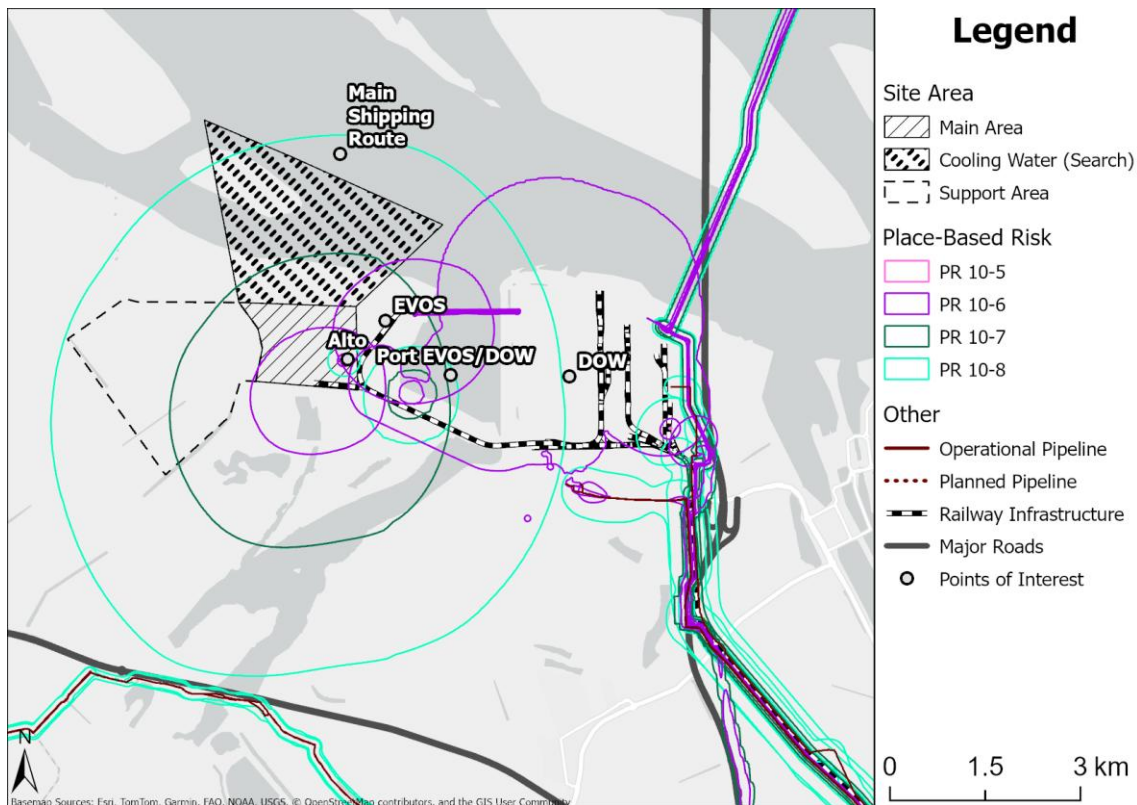 Main
Shipping
Route
EVOS
Alto
Port EVOS/DOW
DOW
N
Basemap Sources: Esri, TomTom, Garmin, FAO, NOAA, USGS, © OpenStreetMap contributors, and the GIS User Community
Legend
Site Area
Main Area
Cooling Water (Search)
Support Area
Place-Based Risk
PR 10-5
PR 10-6
PR 10-7
PR 10-8
Other
Operational Pipeline
Planned Pipeline
Railway Infrastructure
Major Roads
Points of Interest
0 1.5 3 km